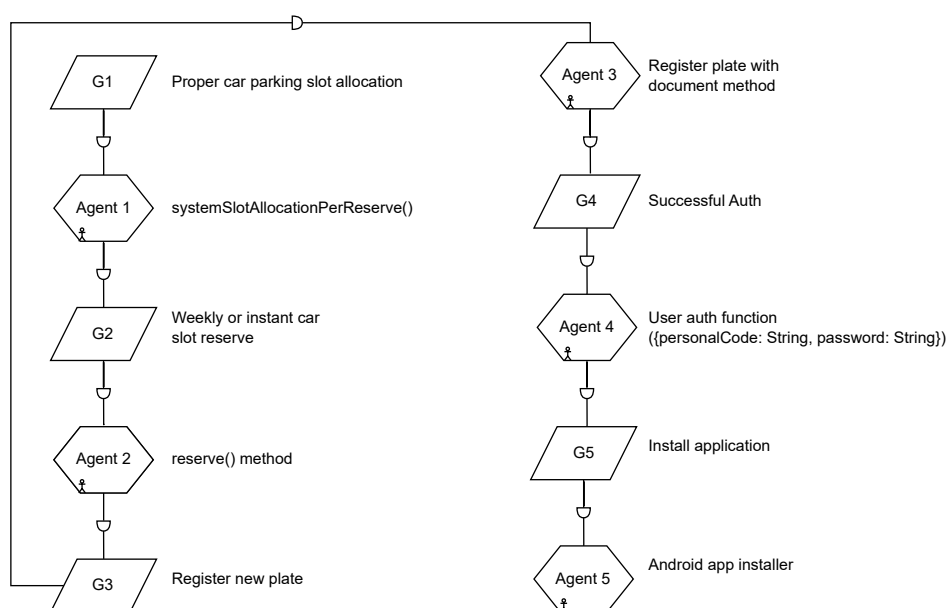 G1
Proper car parking slot allocation
Agent 1
systemSlotAllocationPerReserve()
G2
Weekly or instant car
slot reserve
Agent 2
reserve() method
G3
Register new plate
Agent 3
Register plate with
document method
G4
Successful Auth
Agent 4
User auth function
({personalCode: String, password: String})
G5
Install application
Agent 5
Android app installer